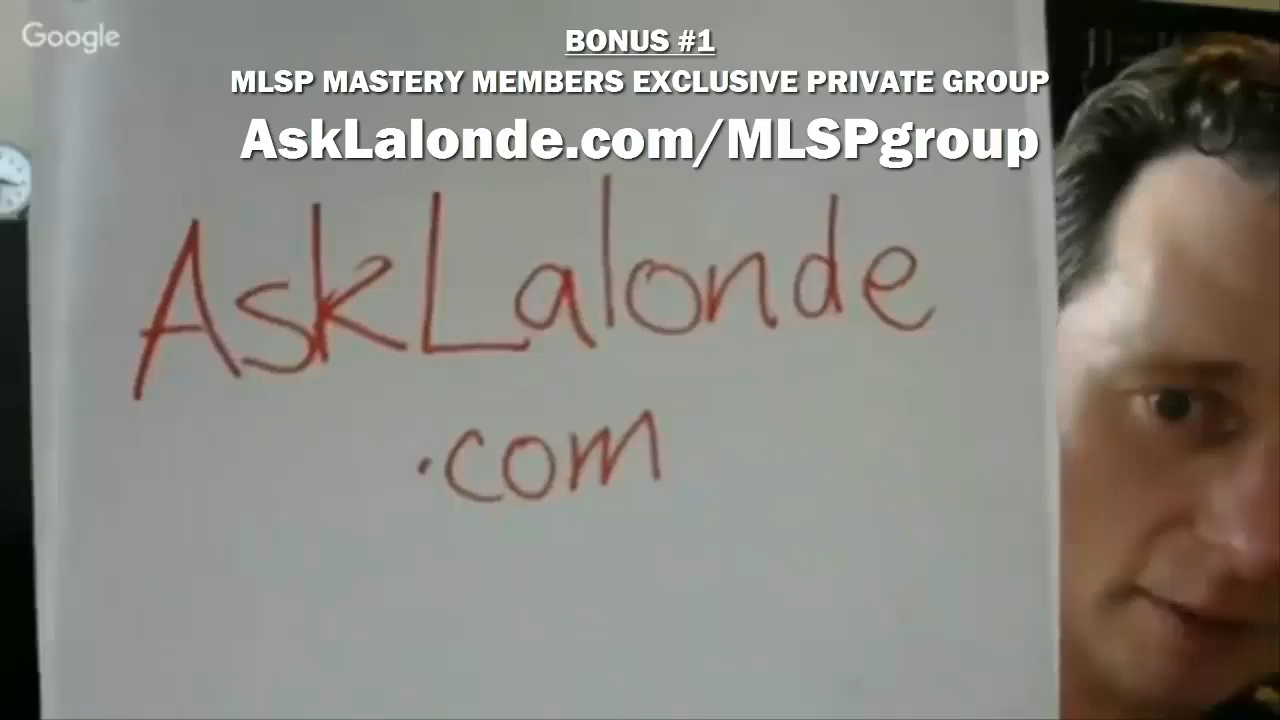 Google
BONUS #1
MLSP MASTERY MEMBERS EXCLUSIVE PRIVATE GROUP
AskLalonde.com/MLSPgroup
AskLalonde
.com